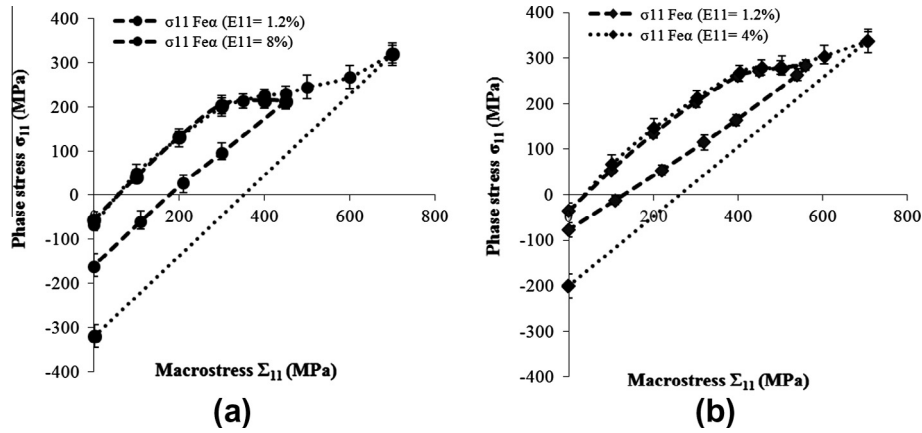 400
σ11 Feα (E11= 1.2%)
σ11 Feα (E11= 8%)
300
200
100
0
-100
-200
-300
-400
200
400
600
800
Phase stress σ11 (MPa)
Macrostress Σ11 (MPa)
(a)
400
σ11 Feα (E11= 1.2%)
σ11 Feα (E11= 4%)
300
200
100
0
-100
-200
-300
-400
0
200
400
600
800
Phase stress σ11 (MPa)
Macrostress Σ11 (MPa)
(b)